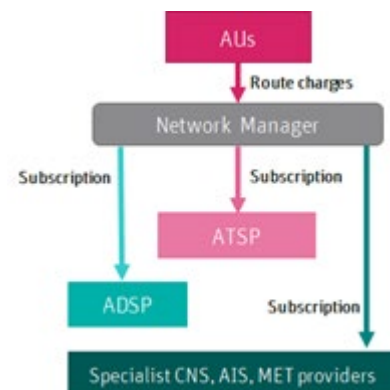 AUs
Route charges
Network Manager
Subscription
Subscription
ATSP
ADSP
Subscription
Specialist CNS, AIS, MET providers